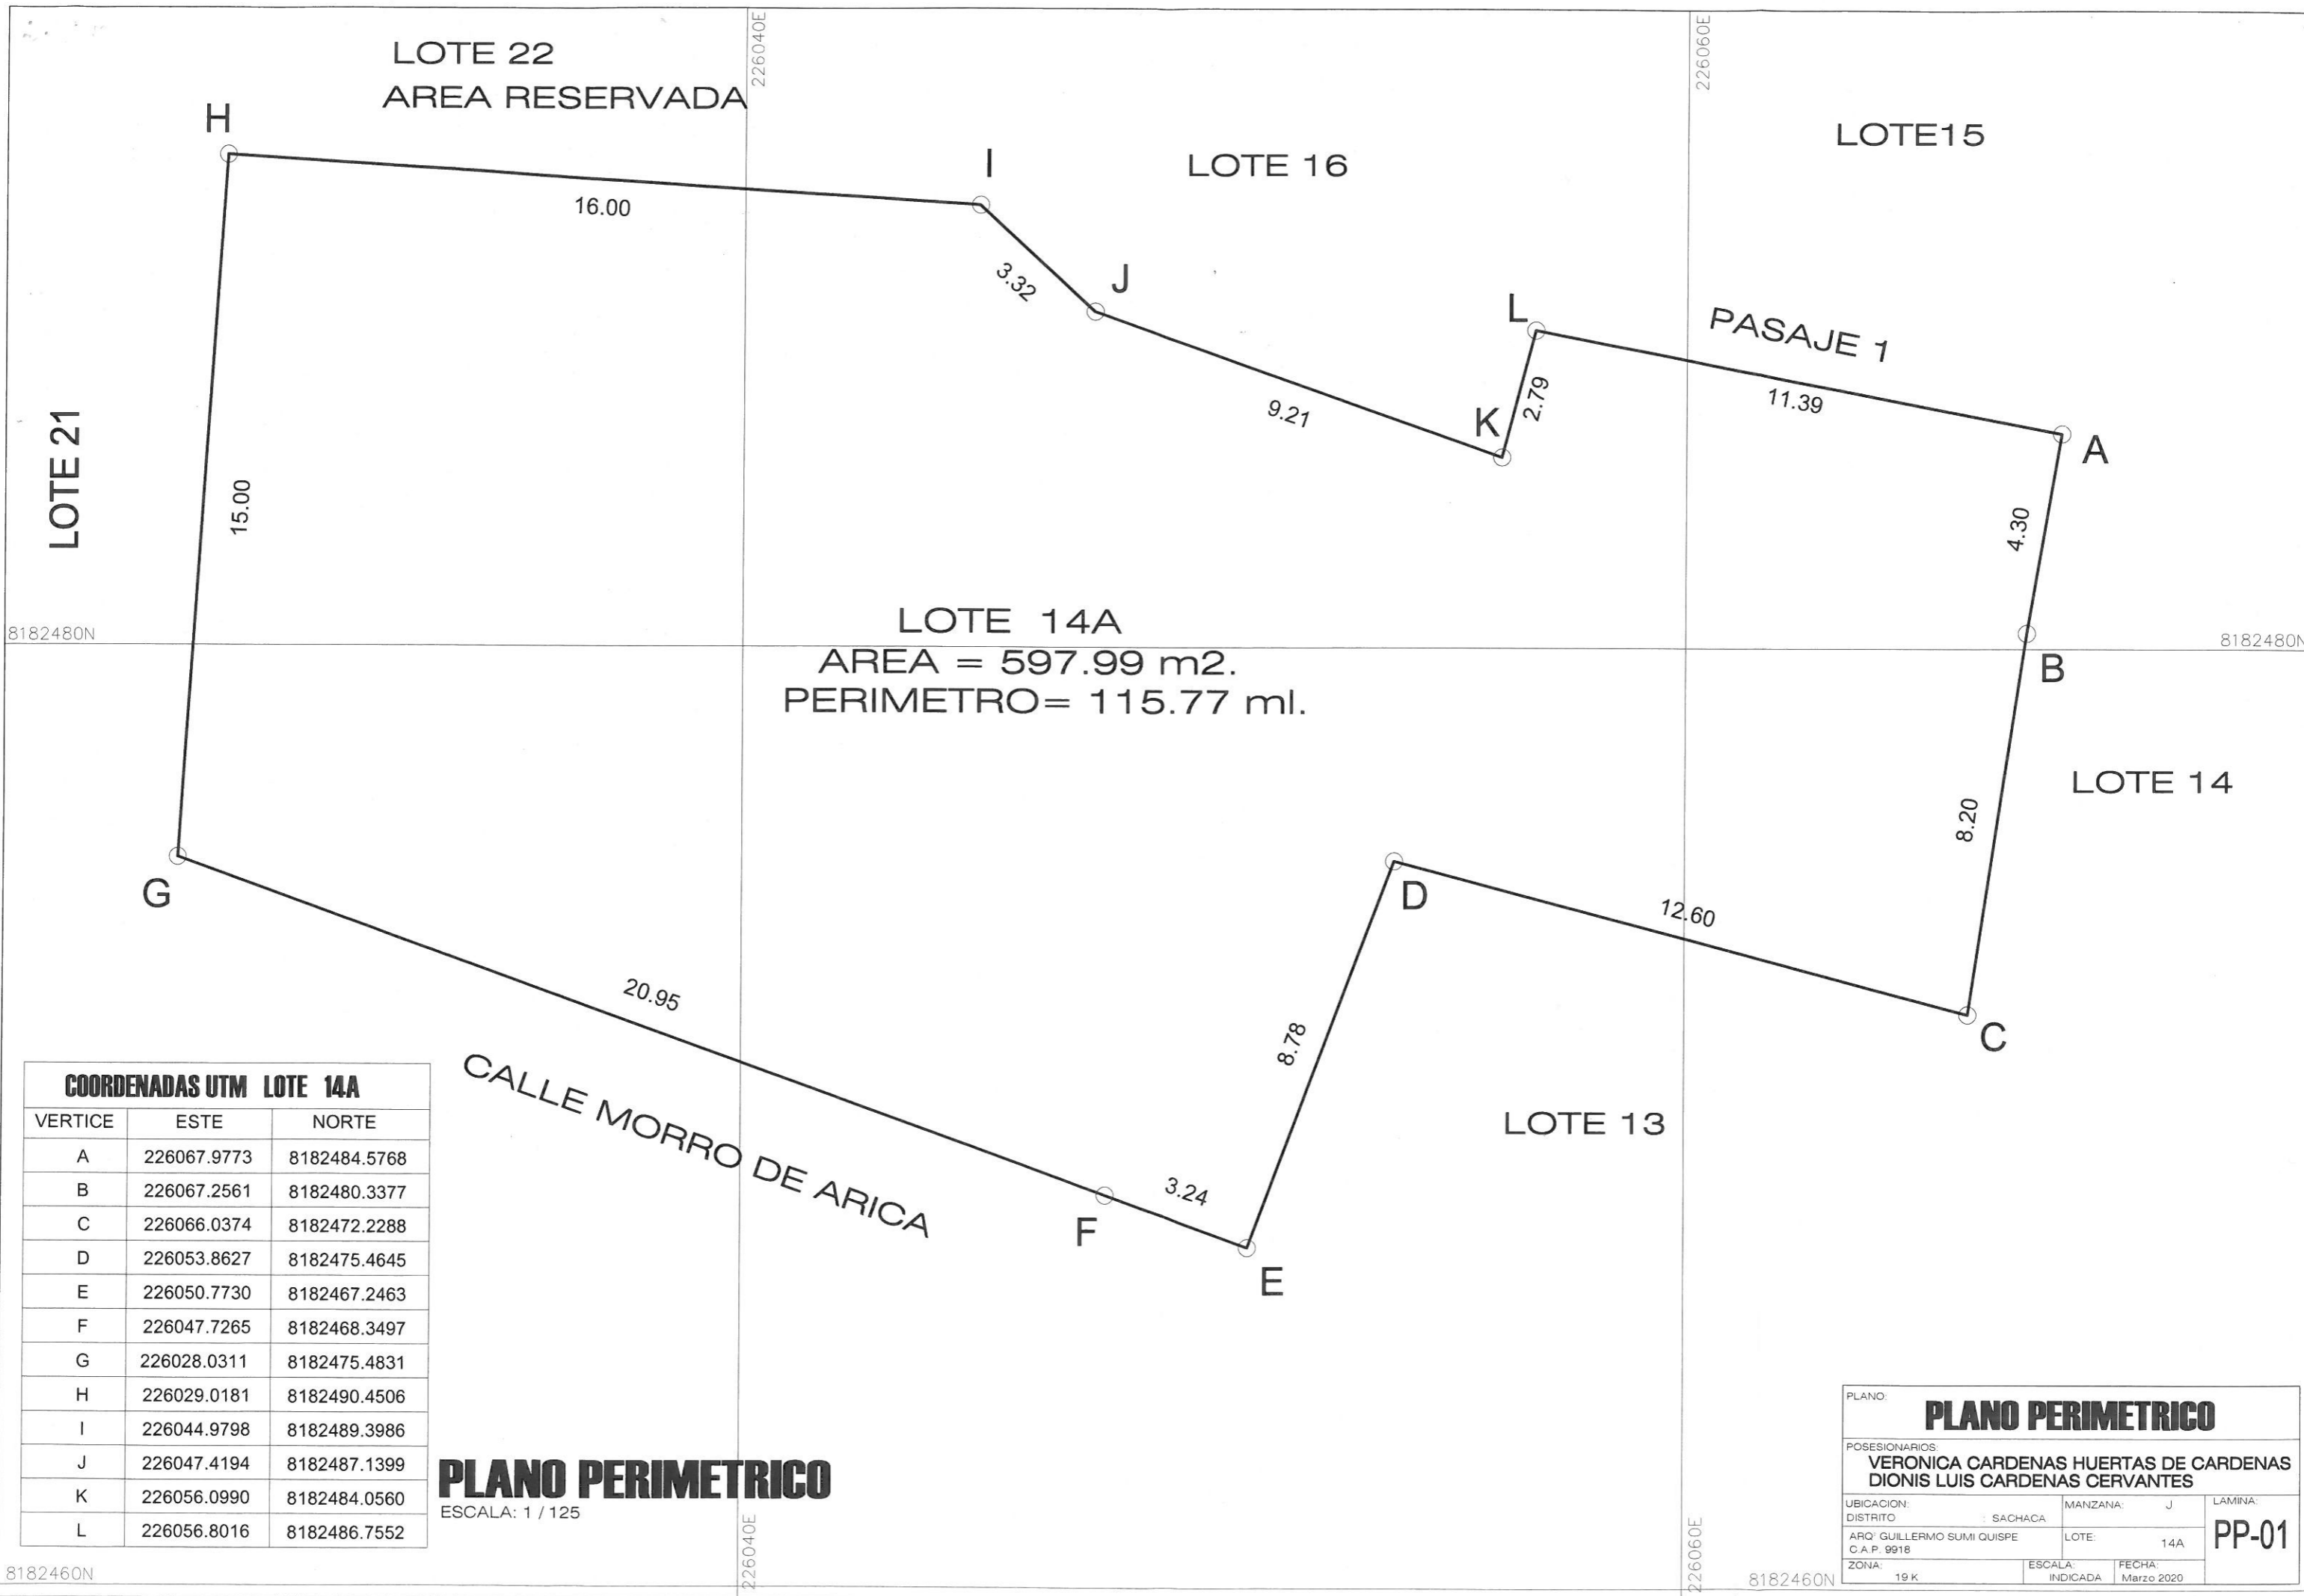 226040E
226060E
LOTE 22
AREA RESERVADA
LOTE15
LOTE 16
H
I
J
L
K
A
16.00
3.32
9.21
2.79
PASAJE 1
11.39
4.30
LOTE 21
15.00
8182480N
8182480N
LOTE 14A
AREA = 597.99 m2.
PERIMETRO= 115.77 ml.
B
LOTE 14
8.20
G
D
12.60
C
20.95
8.78
CALLE MORRO DE ARICA
LOTE 13
3.24
F
E
COORDENADAS UTM LOTE 14A
VERTICE ESTE NORTE
A 226067.9773 8182484.5768
B 226067.2561 8182480.3377
C 226066.0374 8182472.2288
D 226053.8627 8182475.4645
E 226050.7730 8182467.2463
F 226047.7265 8182468.3497
G 226028.0311 8182475.4831
H 226029.0181 8182490.4506
I 226044.9798 8182489.3986
J 226047.4194 8182487.1399
K 226056.0990 8182484.0560
L 226056.8016 8182486.7552
PLANO PERIMETRICO
ESCALA: 1 / 125
226040E
226060E
8182460N
8182460N
PLANO:
PLANO PERIMETRICO
POSESIONARIOS:
VERONICA CARDENAS HUERTAS DE CARDENAS
DIONIS LUIS CARDENAS CERVANTES
UBICACION:
DISTRITO : SACHACA
MANZANA: J
LAMINA:
PP-01
ARQ' GUILLERMO SUMI QUISPE
C.A.P. 9918
LOTE: 14A
ZONA: 19 K
ESCALA: INDICADA
FECHA: Marzo 2020